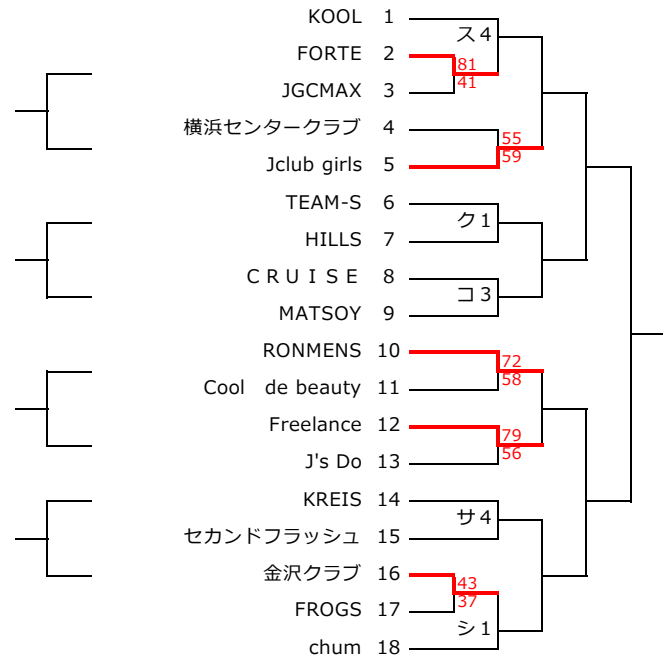 KOOL 1
ス4
FORTE 2
81
JGCMAX 3
41
横浜センタークラブ 4
55
Jclub girls 5
59
TEAM-S 6
ク1
HILLS 7
ＣＲＵＩＳＥ 8
コ3
MATSOY 9
RONMENS 10
72
Cool　de beauty 11
58
Freelance 12
79
J's Do 13
56
KREIS 14
サ4
セカンドフラッシュ 15
金沢クラブ 16
43
FROGS 17
37
シ1
chum 18